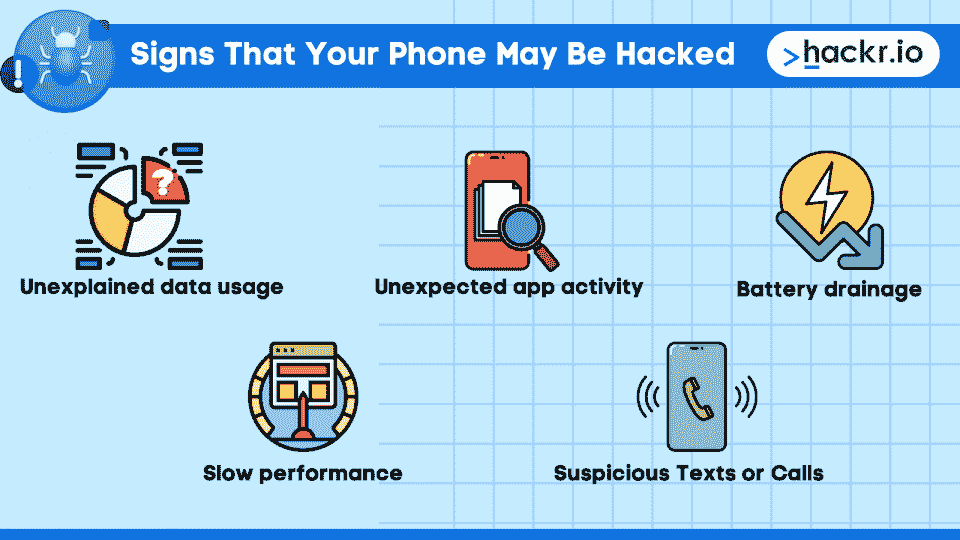 Signs That Your Phone May Be Hacked
>hackr.io
!
?
Unexplained data usage
Unexpected app activity
Battery drainage
Slow performance
Suspicious Texts or Calls